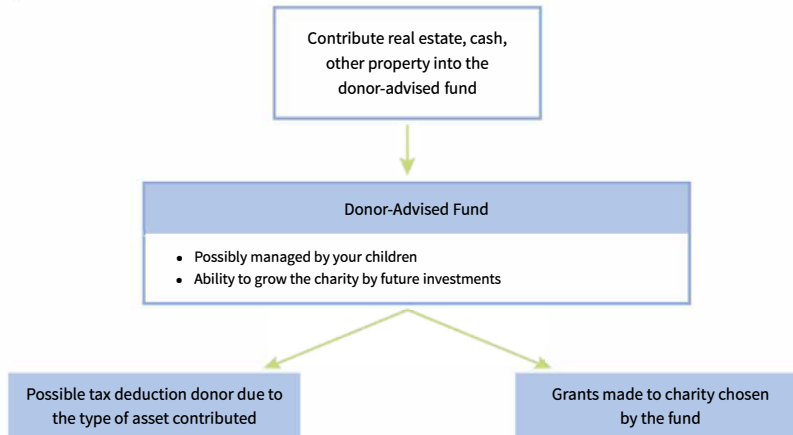 Contribute real estate, cash,
other property into the
donor-advised fund
Donor-Advised Fund
• Possibly managed by your children
• Ability to grow the charity by future investments
Possible tax deduction donor due to
the type of asset contributed
Grants made to charity chosen
by the fund